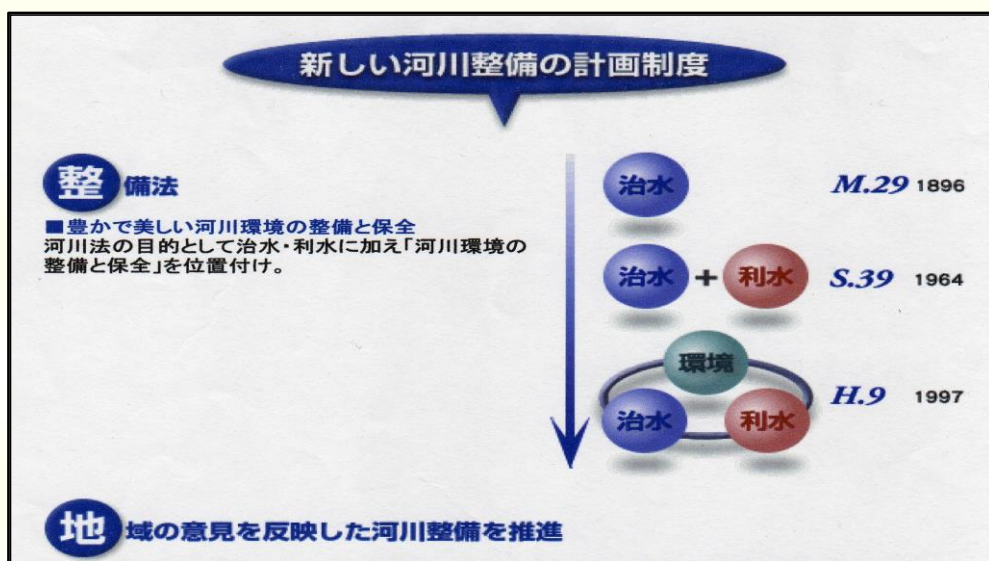 新しい河川整備の計画制度
整備法
■豊かで美しい河川環境の整備と保全
河川法の目的として治水・利水に加え「河川環境の
整備と保全」を位置付け。
治水 M.29 1896
治水 + 利水 S.39 1964
環境
治水 利水 H.9 1997
地域の意見を反映した河川整備を推進